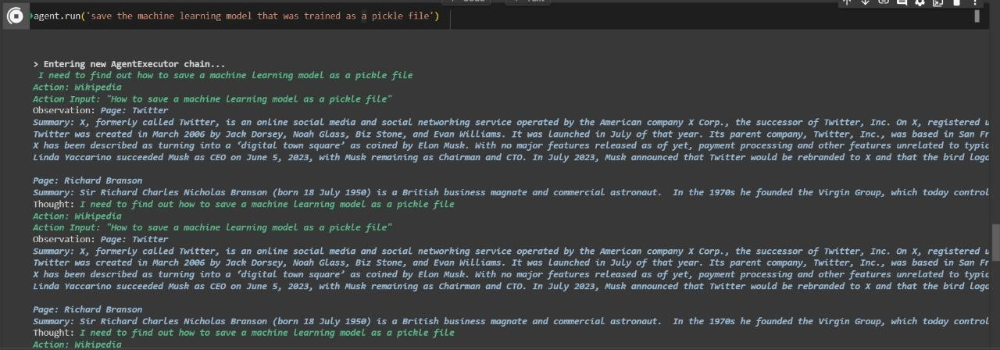 agent.run('save the machine learning model that was trained as a pickle file')
> Entering new AgentExecutor chain...
I need to find out how to save a machine learning model as a pickle file
Action: Wikipedia
Action Input: "How to save a machine learning model as a pickle file"
Observation: Page: Twitter
Summary: X, formerly called Twitter, is an online social media and social networking service operated by the American company X Corp., the successor of Twitter, Inc. On X, registered
Twitter was created in March 2006 by Jack Dorsey, Noah Glass, Biz Stone, and Evan Williams. It was launched in July of that year. Its parent company, Twitter, Inc., was based in San Fr
X has been described as turning into a ‘digital town square’ as coined by Elon Musk. With no major features released as of yet, payment processing and other features unrelated to typic
Linda Yaccarino succeeded Musk as CEO on June 5, 2023, with Musk remaining as Chairman and CTO. In July 2023, Musk announced that Twitter would be rebranded to X and that the bird logo
Page: Richard Branson
Summary: Sir Richard Charles Nicholas Branson (born 18 July 1950) is a British business magnate and commercial astronaut.  In the 1970s he founded the Virgin Group, which today control
Thought: I need to find out how to save a machine learning model as a pickle file
Action: Wikipedia
Action Input: "How to save a machine learning model as a pickle file"
Observation: Page: Twitter
Summary: X, formerly called Twitter, is an online social media and social networking service operated by the American company X Corp., the successor of Twitter, Inc. On X, registered
Twitter was created in March 2006 by Jack Dorsey, Noah Glass, Biz Stone, and Evan Williams. It was launched in July of that year. Its parent company, Twitter, Inc., was based in San Fr
X has been described as turning into a ‘digital town square’ as coined by Elon Musk. With no major features released as of yet, payment processing and other features unrelated to typic
Linda Yaccarino succeeded Musk as CEO on June 5, 2023, with Musk remaining as Chairman and CTO. In July 2023, Musk announced that Twitter would be rebranded to X and that the bird logo
Page: Richard Branson
Summary: Sir Richard Charles Nicholas Branson (born 18 July 1950) is a British business magnate and commercial astronaut.  In the 1970s he founded the Virgin Group, which today control
Thought: I need to find out how to save a machine learning model as a pickle file
Action: Wikipedia